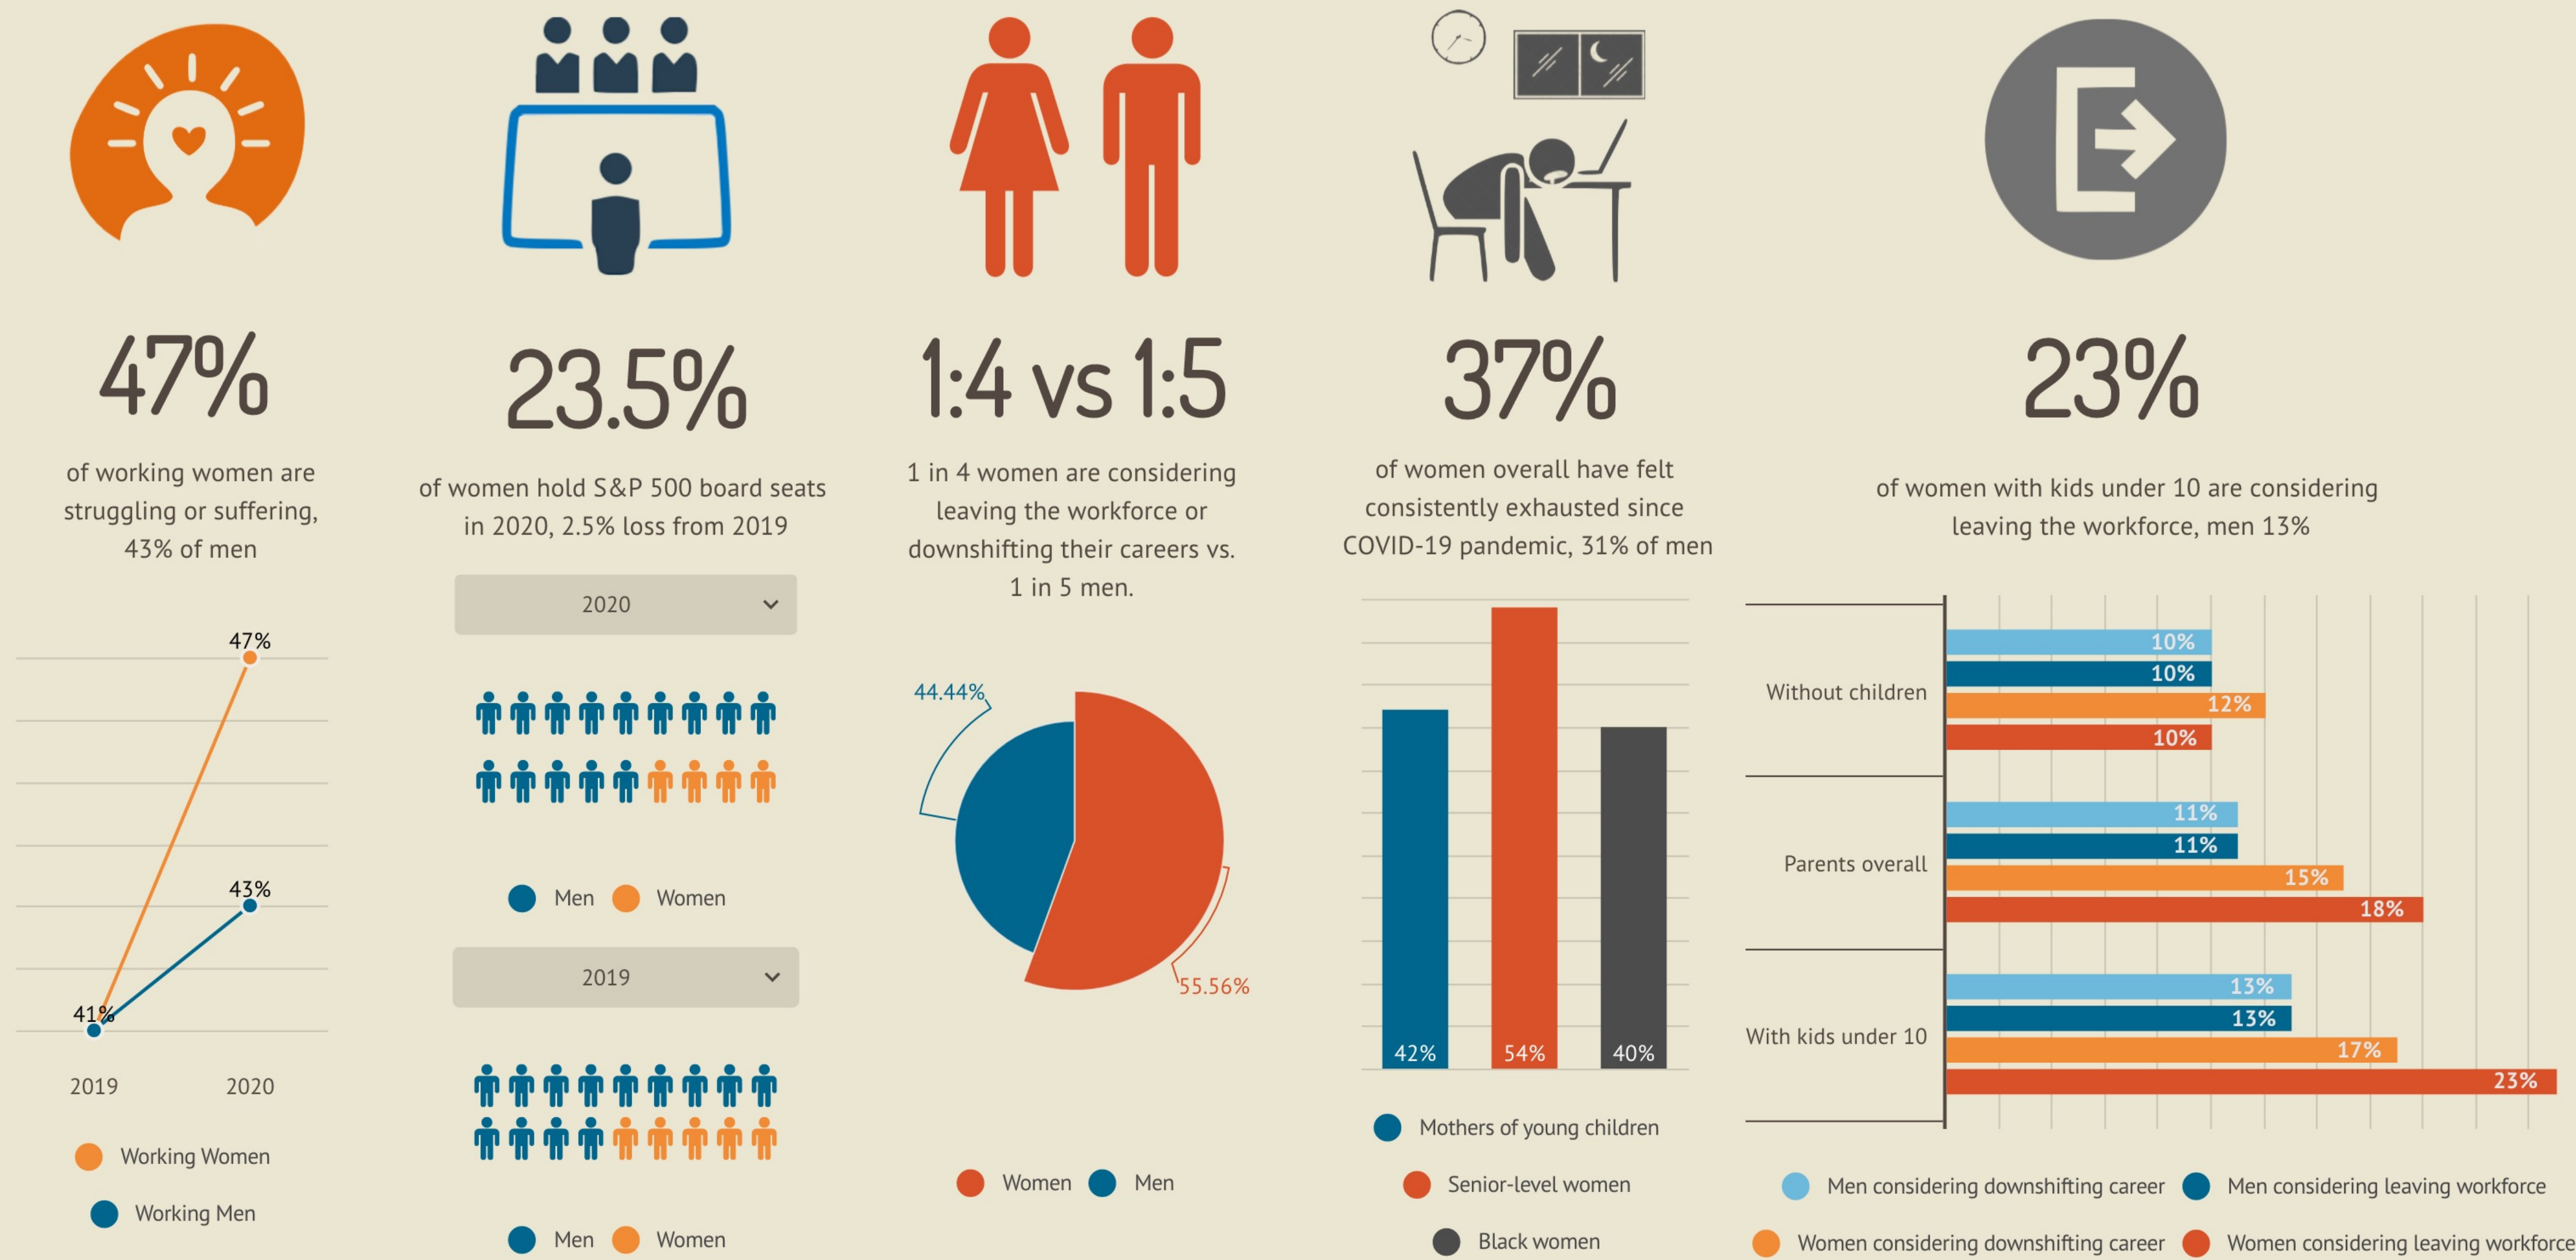 47%
of working women are
struggling or suffering,
43% of men
47%
43%
41%
2019
2020
Working Women
Working Men
23.5%
of women hold S&P 500 board seats
in 2020, 2.5% loss from 2019
2020
Men
Women
2019
Men
Women
1:4 vs 1:5
1 in 4 women are considering
leaving the workforce or
downshifting their careers vs.
1 in 5 men.
44.44%
55.56%
Women
Men
37%
of women overall have felt
consistently exhausted since
COVID-19 pandemic, 31% of men
42%
54%
40%
Mothers of young children
Senior-level women
Black women
23%
of women with kids under 10 are considering
leaving the workforce, men 13%
Without children
10%
10%
12%
10%
Parents overall
11%
11%
15%
18%
With kids under 10
13%
13%
17%
23%
Men considering downshifting career
Men considering leaving workforce
Women considering downshifting career
Women considering leaving workforce